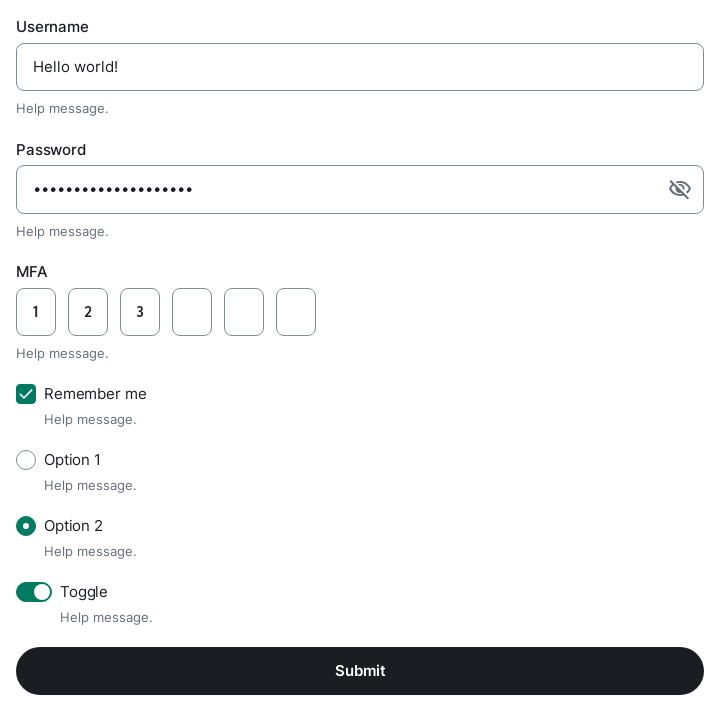 Username
Hello world!
Help message.
Password
••••••••••••••••••••
Help message.
MFA
1 2 3
Help message.
Remember me
Help message.
Option 1
Help message.
Option 2
Help message.
Toggle
Help message.
Submit